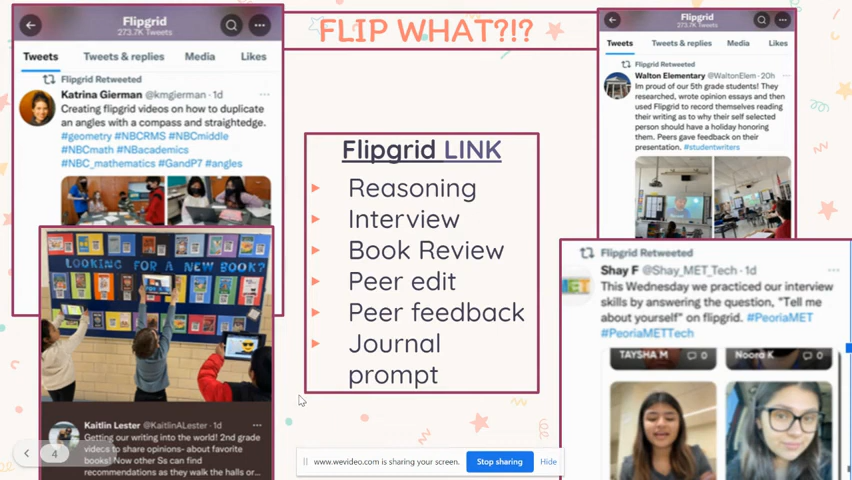 FLIP WHAT?!?
Flipgrid
273.7K Tweets
Tweets
Tweets & replies
Media
Likes
Flipgrid Retweeted
Katrina Gierman @kmgierman · 1d
Creating flipgrid videos on how to duplicate
an angles with a compass and straightedge.
#geometry #NBCRMS #NBCmiddle
#NBCmath #NBacademics
#NBC_mathematics #GandP7 #angles
LOOKING FOR A NEW BOOK?
Kaitlin Lester @KaitlinALester · 1d
Getting our writing into the world! 2nd grade
videos to share opinions- about favorite
books! Now other Ss can find
recommendations as they walk the halls or...
4
Flipgrid LINK
Reasoning
Interview
Book Review
Peer edit
Peer feedback
Journal
prompt
www.wevideo.com is sharing your screen.
Stop sharing
Hide
Flipgrid
273.7K Tweets
Tweets
Tweets & replies
Media
Likes
Flipgrid Retweeted
Walton Elementary @WaltonElem · 20h
Im proud of our 5th grade students! They
researched, wrote opinion essays and then
used Flipgrid to record themselves reading
their writing as to why their self selected
person should have a holiday honoring
them. Peers gave feedback on their
presentation. #studentwriters
Flipgrid Retweeted
Shay F @Shay_MET_Tech · 1d
This Wednesday we practiced our interview
skills by answering the question, "Tell me
about yourself" on flipgrid. #PeoriaMET
#PeoriaMETTech
TAYSHA M
0
Noora K
0